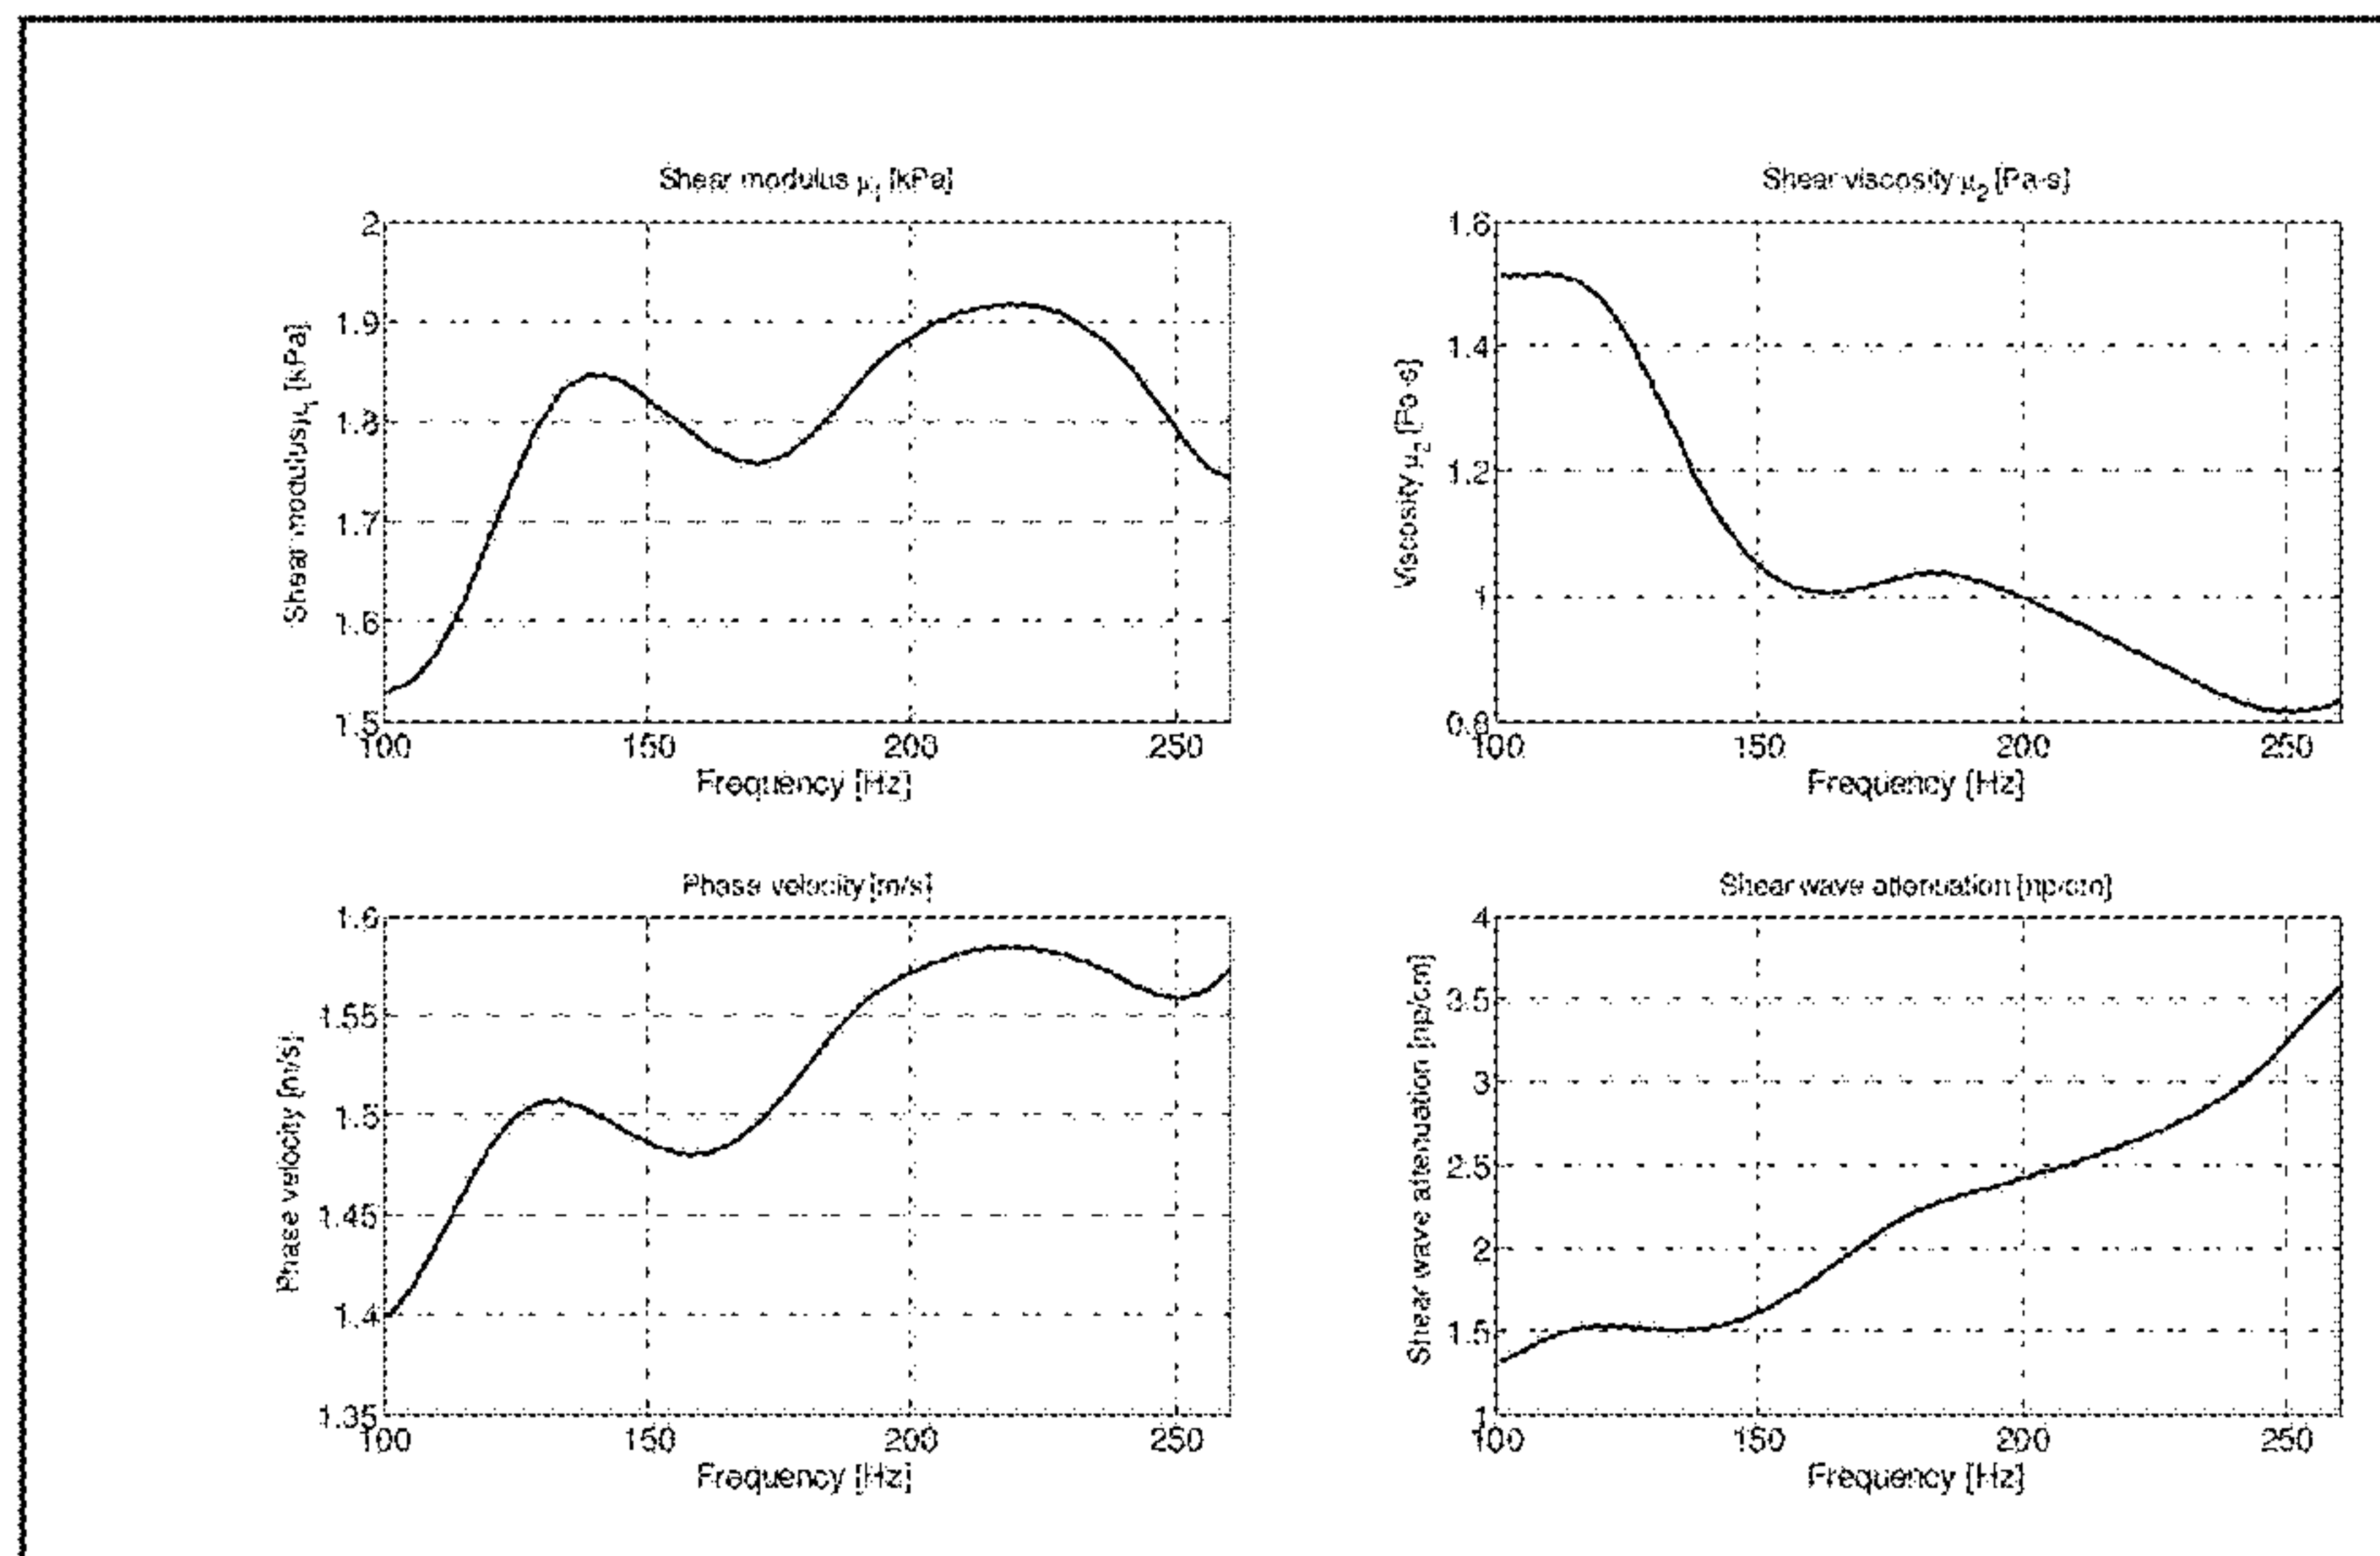 Shear modulus μ1 [kPa]
2
1.9
1.8
1.7
1.6
1.5
Shear modulus μ1 [kPa]
100 150 200 250
Frequency [Hz]
Shear viscosity μ2 [Pa·s]
1.6
1.4
1.2
1
0.8
Viscosity μ2 [Pa·s]
100 150 200 250
Frequency [Hz]
Phase velocity [m/s]
1.6
1.55
1.5
1.45
1.4
1.35
Phase velocity [m/s]
100 150 200 250
Frequency [Hz]
Shear wave attenuation [np/cm]
4
3.5
3
2.5
2
1.5
1
Shear wave attenuation [np/cm]
100 150 200 250
Frequency [Hz]